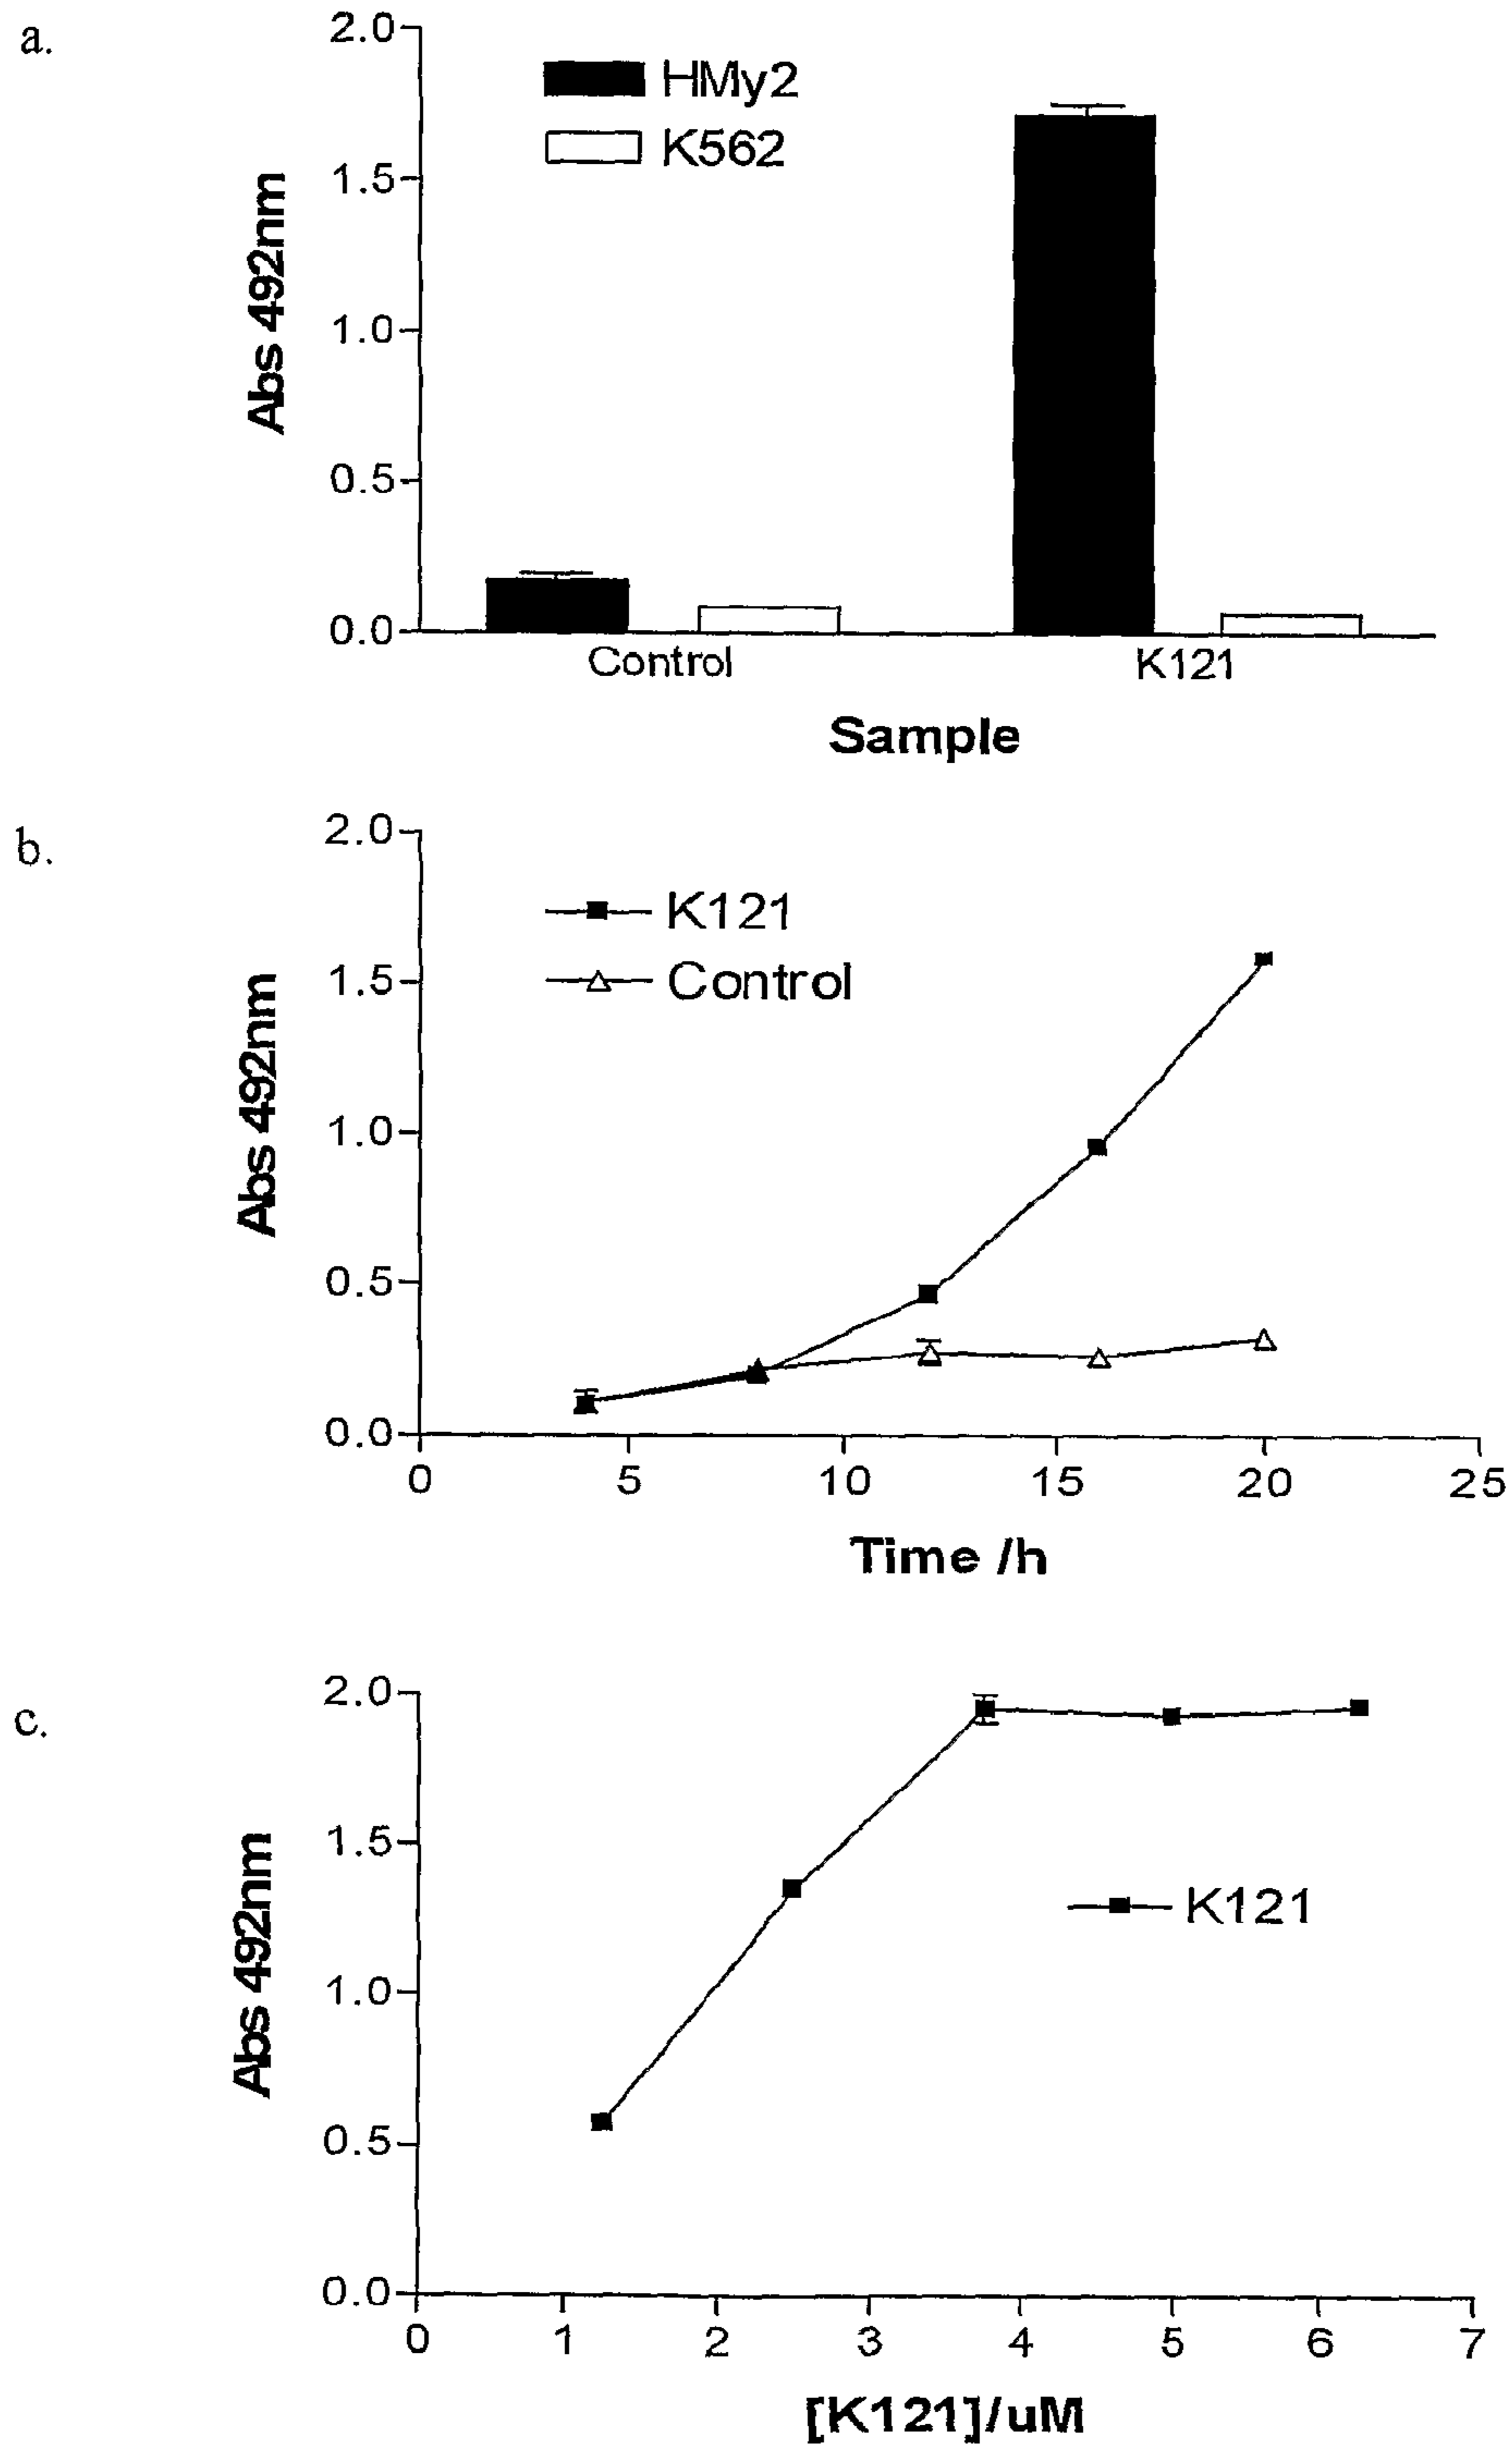 a.
2.0
HMy2
K562
1.5
Abs 492nm
1.0
0.5
0.0
Control K121
Sample
b.
2.0
K121
Control
1.5
Abs 492nm
1.0
0.5
0.0
0 5 10 15 20 25
Time /h
c.
2.0
1.5
K121
Abs 492nm
1.0
0.5
0.0
0 1 2 3 4 5 6 7
[K121]/uM